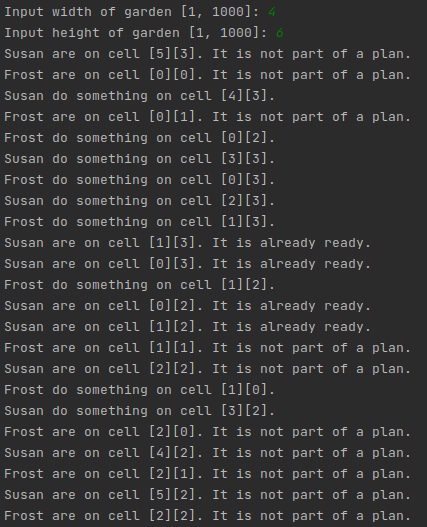 Input width of garden [1, 1000]: 4
Input height of garden [1, 1000]: 6
Susan are on cell [5][3]. It is not part of a plan.
Frost are on cell [0][0]. It is not part of a plan.
Susan do something on cell [4][3].
Frost are on cell [0][1]. It is not part of a plan.
Frost do something on cell [0][2].
Susan do something on cell [3][3].
Frost do something on cell [0][3].
Susan do something on cell [2][3].
Frost do something on cell [1][3].
Susan are on cell [1][3]. It is already ready.
Susan are on cell [0][3]. It is already ready.
Frost do something on cell [1][2].
Susan are on cell [0][2]. It is already ready.
Susan are on cell [1][2]. It is already ready.
Frost are on cell [1][1]. It is not part of a plan.
Susan are on cell [2][2]. It is not part of a plan.
Frost do something on cell [1][0].
Susan do something on cell [3][2].
Frost are on cell [2][0]. It is not part of a plan.
Susan are on cell [4][2]. It is not part of a plan.
Frost are on cell [2][1]. It is not part of a plan.
Susan are on cell [5][2]. It is not part of a plan.
Frost are on cell [2][2]. It is not part of a plan.